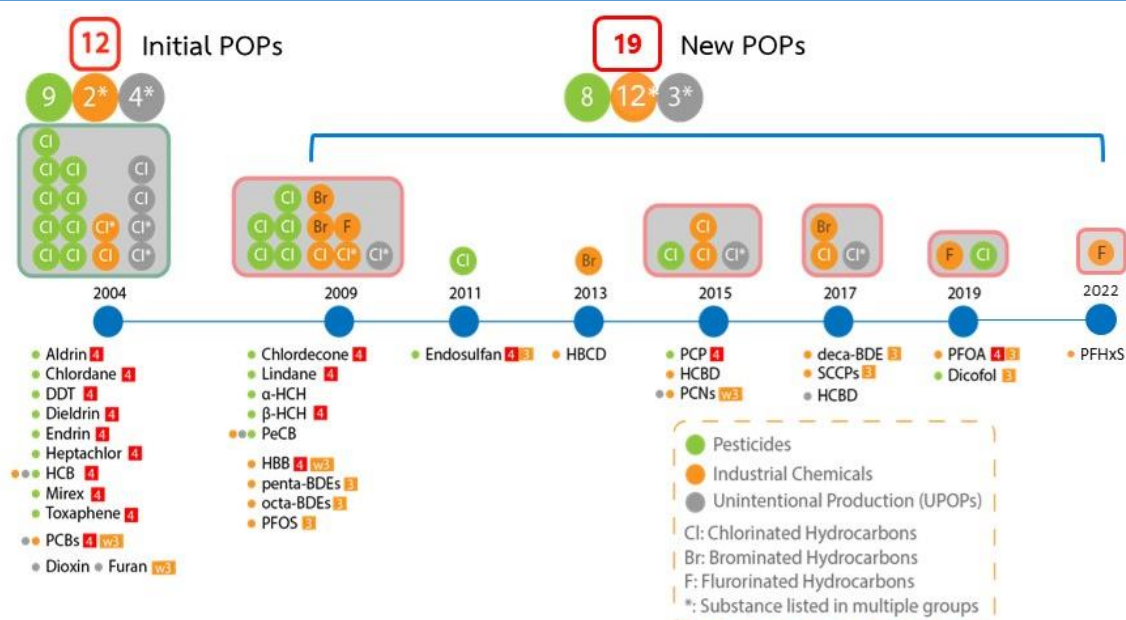 12 Initial POPs
19 New POPs
9 2* 4*
8 12* 3*
Cl
Cl Cl Cl
Cl Cl Cl
Cl Cl Cl* Cl*
Cl Cl Cl Cl*
Cl Br
Cl Cl Br F
Cl Cl Cl Cl* Cl*
Cl
Br
Cl
Cl Cl Cl*
Br
Cl Cl*
F Cl
F
2004
2009
2011
2013
2015
2017
2019
2022
Aldrin 4
Chlordane 4
DDT 4
Dieldrin 4
Endrin 4
Heptachlor 4
HCB 4
Mirex 4
Toxaphene 4
PCBs 4 w3
Dioxin Furan w3
Chlordecone 4
Lindane 4
α-HCH
β-HCH 4
PeCB
HBB 4 w3
penta-BDEs 3
octa-BDEs 3
PFOS 3
Endosulfan 4 3
HBCD
PCP 4
HCBD
PCNs w3
deca-BDE 3
SCCPs 3
HCBD
PFOA 4 3
Dicofol 3
PFHxS
Pesticides
Industrial Chemicals
Unintentional Production (UPOPs)
Cl: Chlorinated Hydrocarbons
Br: Brominated Hydrocarbons
F: Flurorinated Hydrocarbons
*: Substance listed in multiple groups